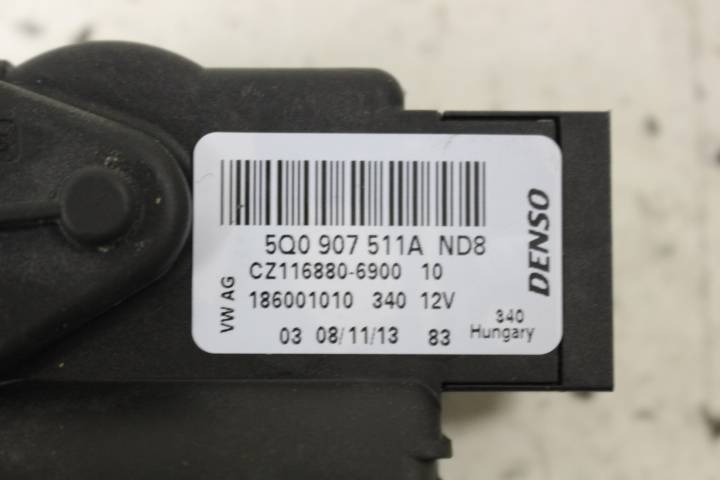 5Q0 907 511A ND8
CZ116880-6900 10
186001010 340 12V
03 08/11/13 83
VW AG
DENSO
340
Hungary